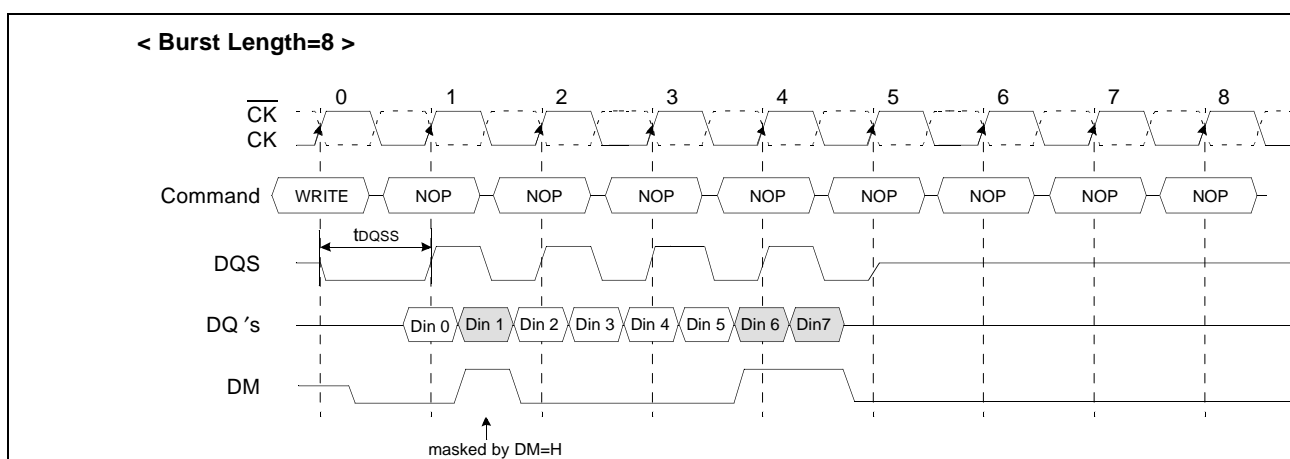 < Burst Length=8 >
0 1 2 3 4 5 6 7 8
CK
CK
Command WRITE NOP NOP NOP NOP NOP NOP NOP NOP
tDQSS
DQS
DQ ′s Din 0 Din 1 Din 2 Din 3 Din 4 Din 5 Din 6 Din7
DM
masked by DM=H